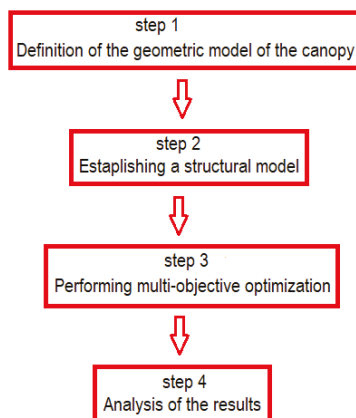 step 1
Definition of the geometric model of the canopy
step 2
Estaplishing a structural model
step 3
Performing multi-objective optimization
step 4
Analysis of the results